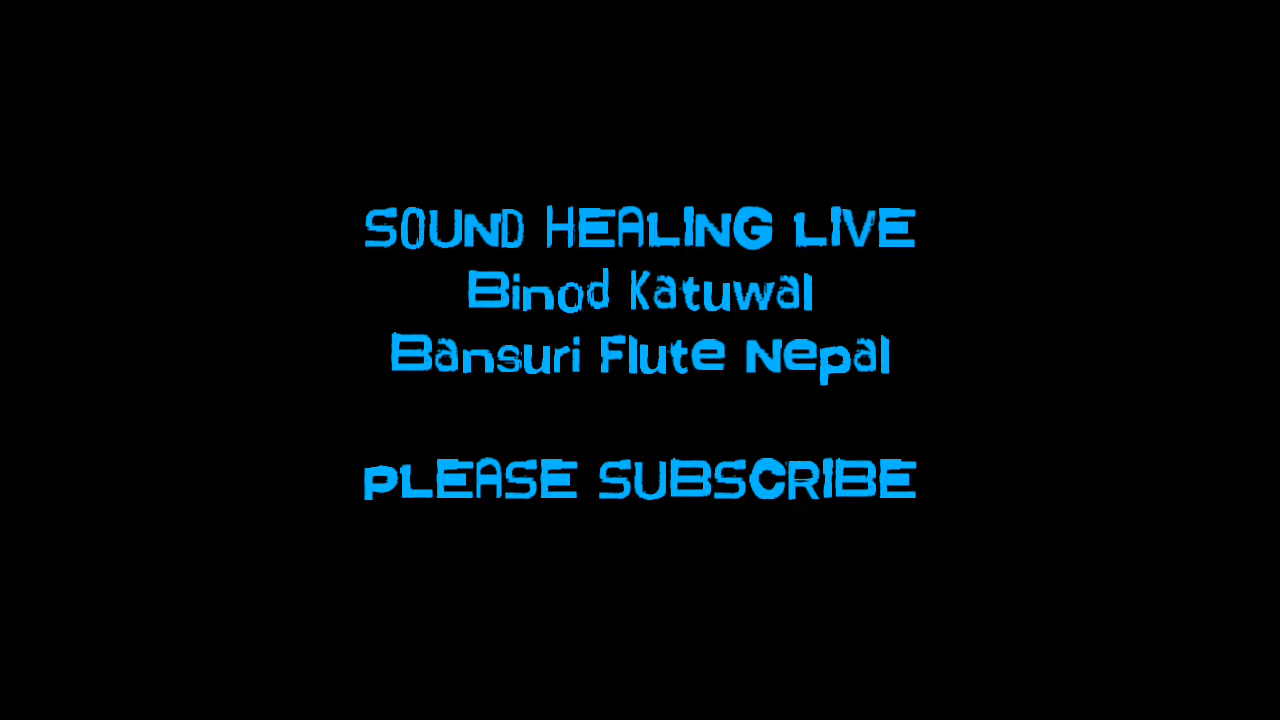 SOUND HEALING LIVE
Binod Katuwal
Bansuri Flute Nepal
PLEASE SUBSCRIBE